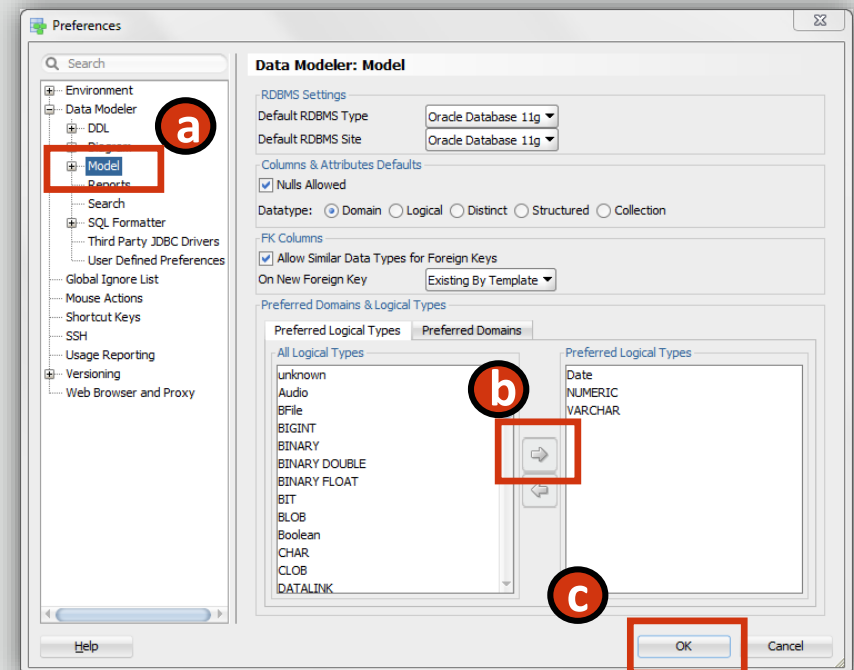 Preferences
Search
Environment
Data Modeler
DDL
Diagram
Model
Reports
Search
SQL Formatter
Third Party JDBC Drivers
User Defined Preferences
Global Ignore List
Mouse Actions
Shortcut Keys
SSH
Usage Reporting
Versioning
Web Browser and Proxy
a
Data Modeler: Model
RDBMS Settings
Default RDBMS Type Oracle Database 11g
Default RDBMS Site Oracle Database 11g
Columns & Attributes Defaults
Nulls Allowed
Datatype: Domain Logical Distinct Structured Collection
FK Columns
Allow Similar Data Types for Foreign Keys
On New Foreign Key Existing By Template
Preferred Domains & Logical Types
Preferred Logical Types Preferred Domains
All Logical Types
unknown
Audio
BFile
BIGINT
BINARY
BINARY DOUBLE
BINARY FLOAT
BIT
BLOB
Boolean
CHAR
CLOB
DATALINK
b
Preferred Logical Types
Date
NUMERIC
VARCHAR
c
Help OK Cancel